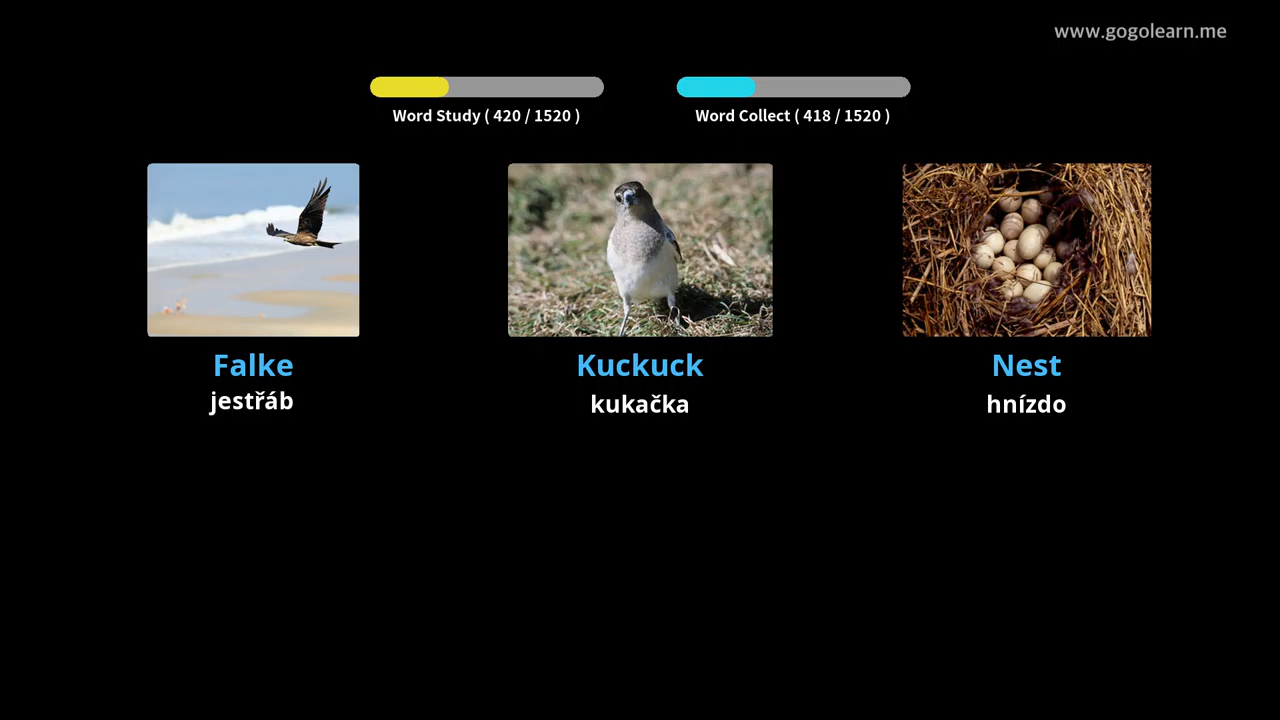 www.gogolearn.me
Word Study ( 420 / 1520 )
Word Collect ( 418 / 1520 )
Falke
jestřáb
Kuckuck
kukačka
Nest
hnízdo